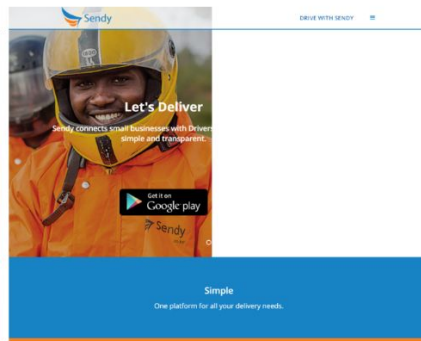 Sendy
DRIVE WITH SENDY
Let's Deliver
Sendy connects small businesses with Drivers
simple and transparent.
Get it on
Google play
Sendy
Simple
One platform for all your delivery needs.